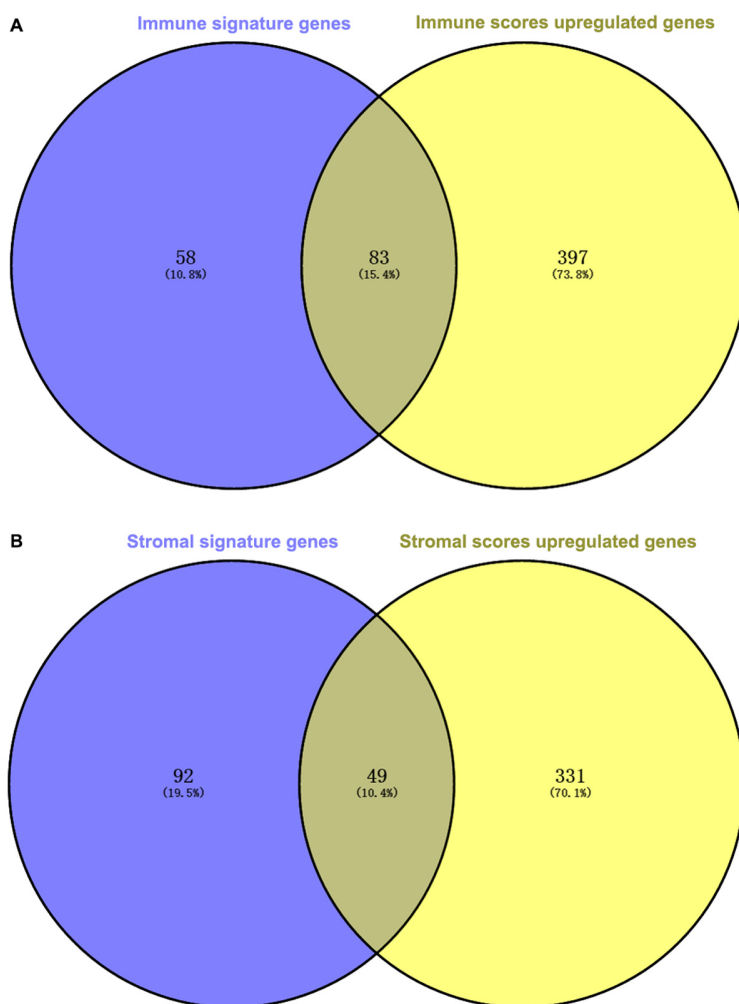 A
Immune signature genes
Immune scores upregulated genes
58
(10.8%)
83
(15.4%)
397
(73.8%)
B
Stromal signature genes
Stromal scores upregulated genes
92
(19.5%)
49
(10.4%)
331
(70.1%)